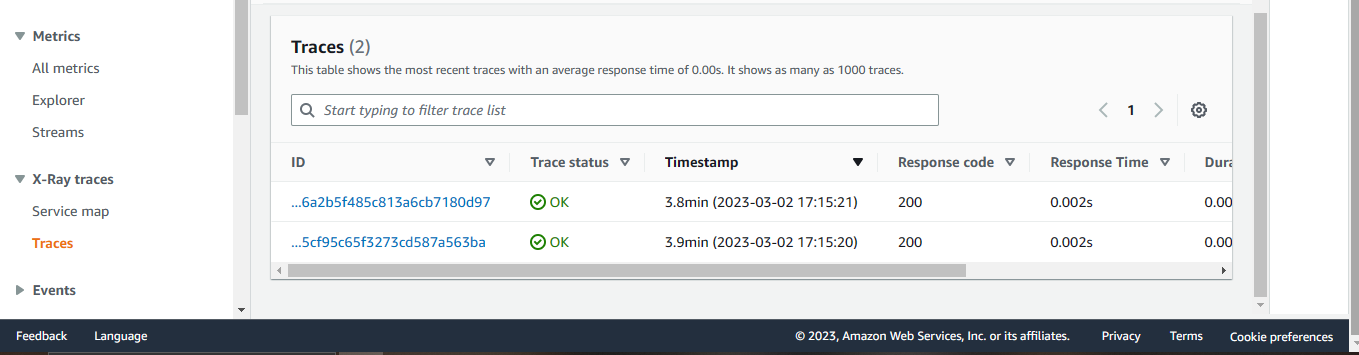 Metrics
All metrics
Explorer
Streams
X-Ray traces
Service map
Traces
Events
Traces (2)
This table shows the most recent traces with an average response time of 0.00s. It shows as many as 1000 traces.
Start typing to filter trace list
1
ID Trace status Timestamp Response code Response Time Dura
...6a2b5f485c813a6cb7180d97 OK 3.8min (2023-03-02 17:15:21) 200 0.002s 0.00
...5cf95c65f3273cd587a563ba OK 3.9min (2023-03-02 17:15:20) 200 0.002s 0.00
Feedback Language © 2023, Amazon Web Services, Inc. or its affiliates. Privacy Terms Cookie preferences